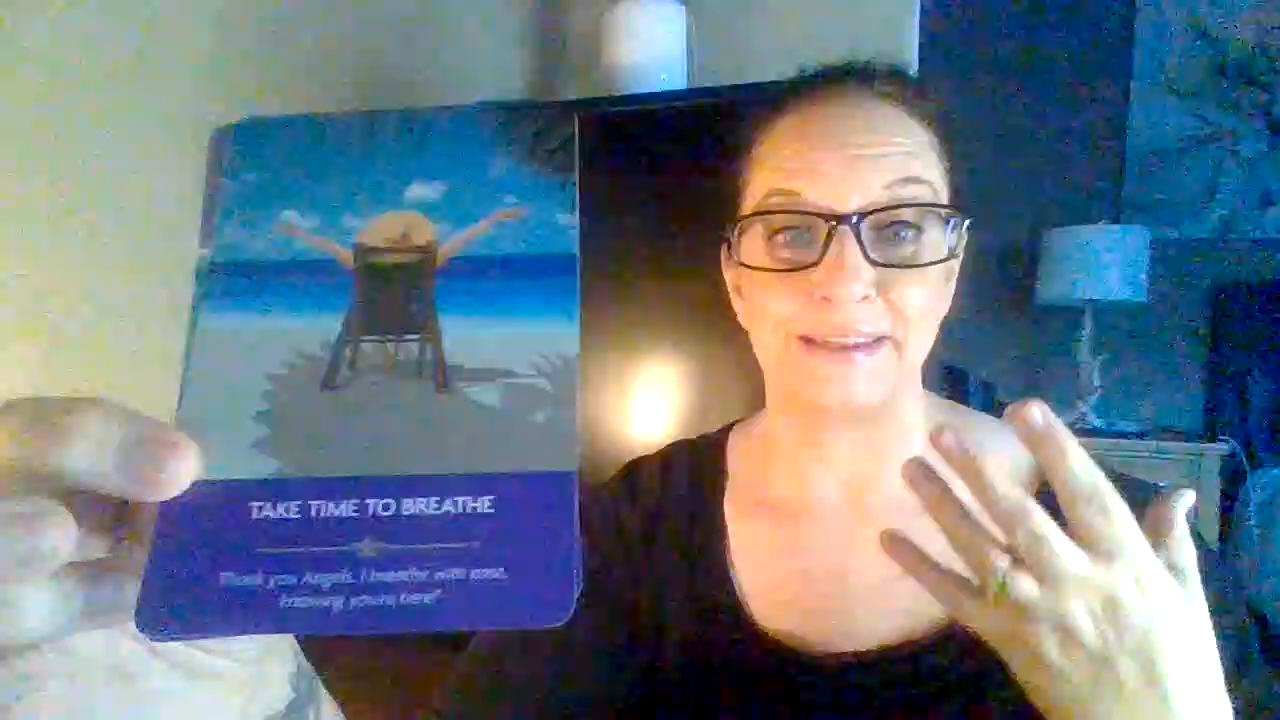 TAKE TIME TO BREATHE
Thank you Angels. I breathe with ease,
knowing you're here"